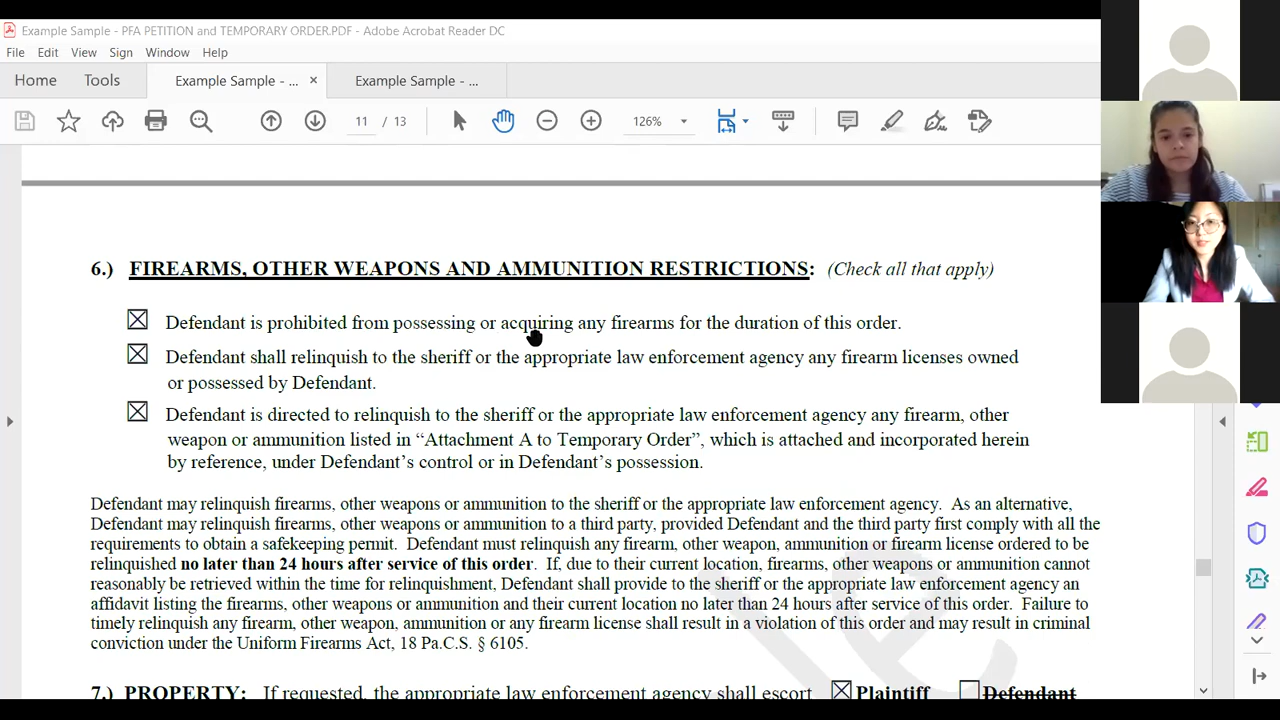 Example Sample - PFA PETITION and TEMPORARY ORDER.PDF - Adobe Acrobat Reader DC
File Edit View Sign Window Help
Home Tools Example Sample - ... × Example Sample - ...
11 / 13 126%
6.) FIREARMS, OTHER WEAPONS AND AMMUNITION RESTRICTIONS: (Check all that apply)
Defendant is prohibited from possessing or acquiring any firearms for the duration of this order.
Defendant shall relinquish to the sheriff or the appropriate law enforcement agency any firearm licenses owned
or possessed by Defendant.
Defendant is directed to relinquish to the sheriff or the appropriate law enforcement agency any firearm, other
weapon or ammunition listed in “Attachment A to Temporary Order”, which is attached and incorporated herein
by reference, under Defendant’s control or in Defendant’s possession.
Defendant may relinquish firearms, other weapons or ammunition to the sheriff or the appropriate law enforcement agency. As an alternative,
Defendant may relinquish firearms, other weapons or ammunition to a third party, provided Defendant and the third party first comply with all the
requirements to obtain a safekeeping permit. Defendant must relinquish any firearm, other weapon, ammunition or firearm license ordered to be
relinquished no later than 24 hours after service of this order. If, due to their current location, firearms, other weapons or ammunition cannot
reasonably be retrieved within the time for relinquishment, Defendant shall provide to the sheriff or the appropriate law enforcement agency an
affidavit listing the firearms, other weapons or ammunition and their current location no later than 24 hours after service of this order. Failure to
timely relinquish any firearm, other weapon, ammunition or any firearm license shall result in a violation of this order and may result in criminal
conviction under the Uniform Firearms Act, 18 Pa.C.S. § 6105.
7.) PROPERTY: If requested, the appropriate law enforcement agency shall escort Plaintiff Defendant